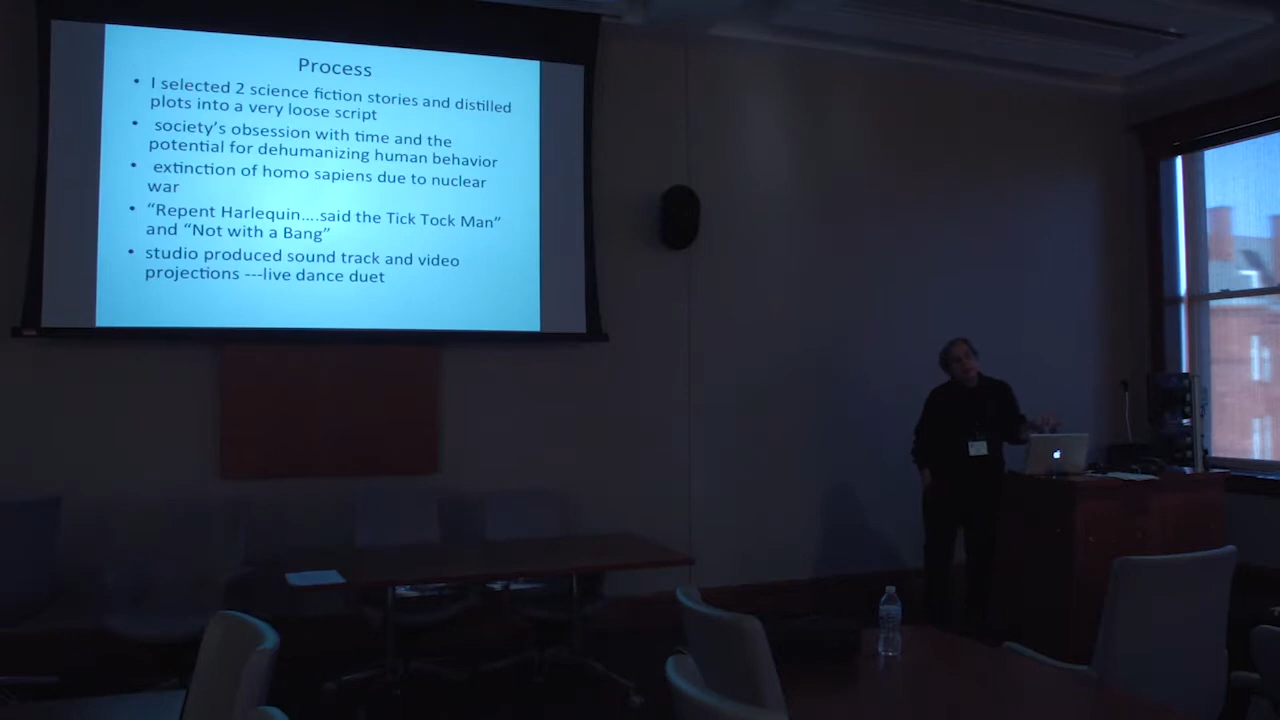 Process
• I selected 2 science fiction stories and distilled
plots into a very loose script
• society's obsession with time and the
potential for dehumanizing human behavior
• extinction of homo sapiens due to nuclear
war
• “Repent Harlequin....said the Tick Tock Man”
and “Not with a Bang”
• studio produced sound track and video
projections ---live dance duet